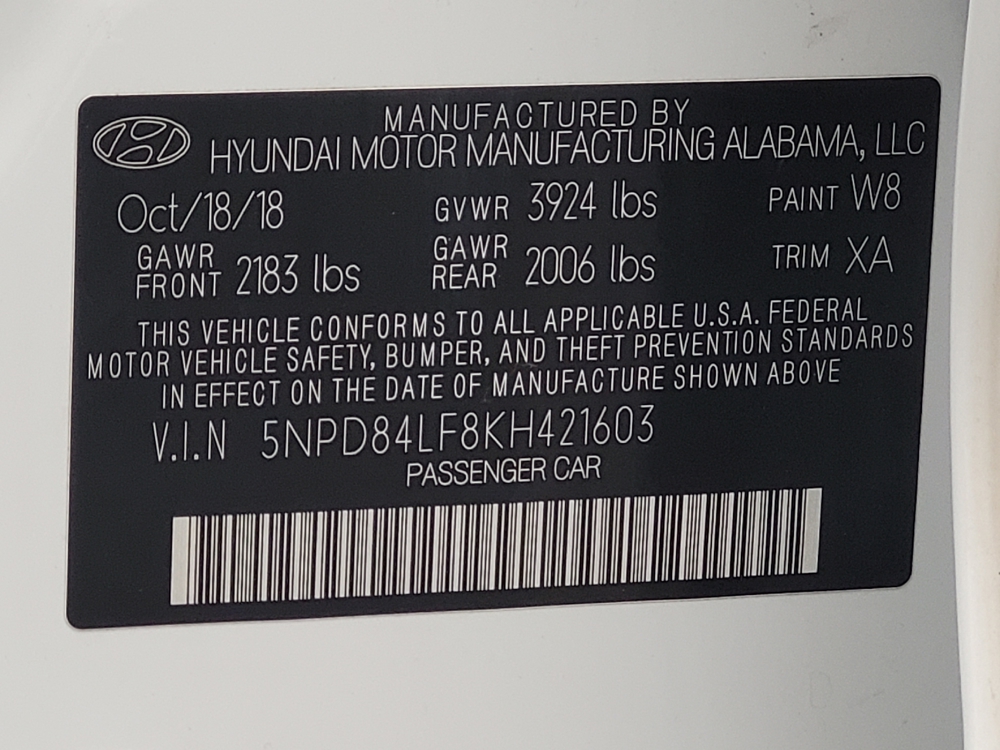 MANUFACTURED BY
HYUNDAI MOTOR MANUFACTURING ALABAMA, LLC
Oct/18/18 GVWR 3924 lbs PAINT W8
GAWR FRONT 2183 lbs GAWR REAR 2006 lbs TRIM XA
THIS VEHICLE CONFORMS TO ALL APPLICABLE U.S.A. FEDERAL
MOTOR VEHICLE SAFETY, BUMPER, AND THEFT PREVENTION STANDARDS
IN EFFECT ON THE DATE OF MANUFACTURE SHOWN ABOVE
V.I.N 5NPD84LF8KH421603
PASSENGER CAR